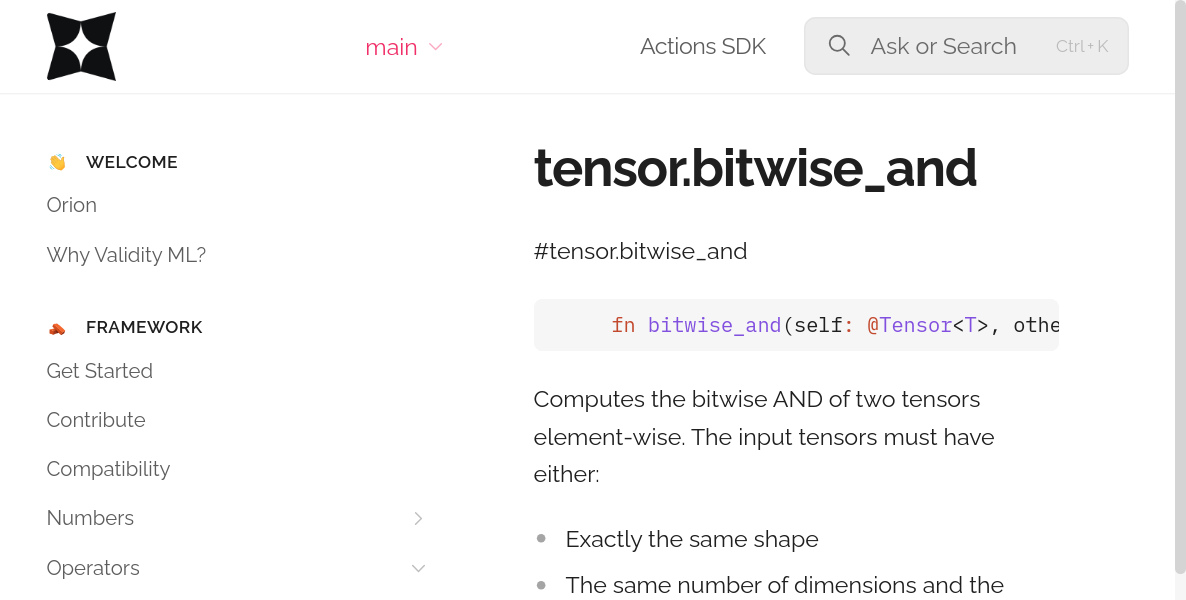 main
Actions SDK
Ask or Search
Ctrl + K
WELCOME
Orion
Why Validity ML?
FRAMEWORK
Get Started
Contribute
Compatibility
Numbers
Operators
tensor.bitwise_and
#tensor.bitwise_and
fn bitwise_and(self: @Tensor<T>, othe
Computes the bitwise AND of two tensors
element-wise. The input tensors must have
either:
Exactly the same shape
The same number of dimensions and the